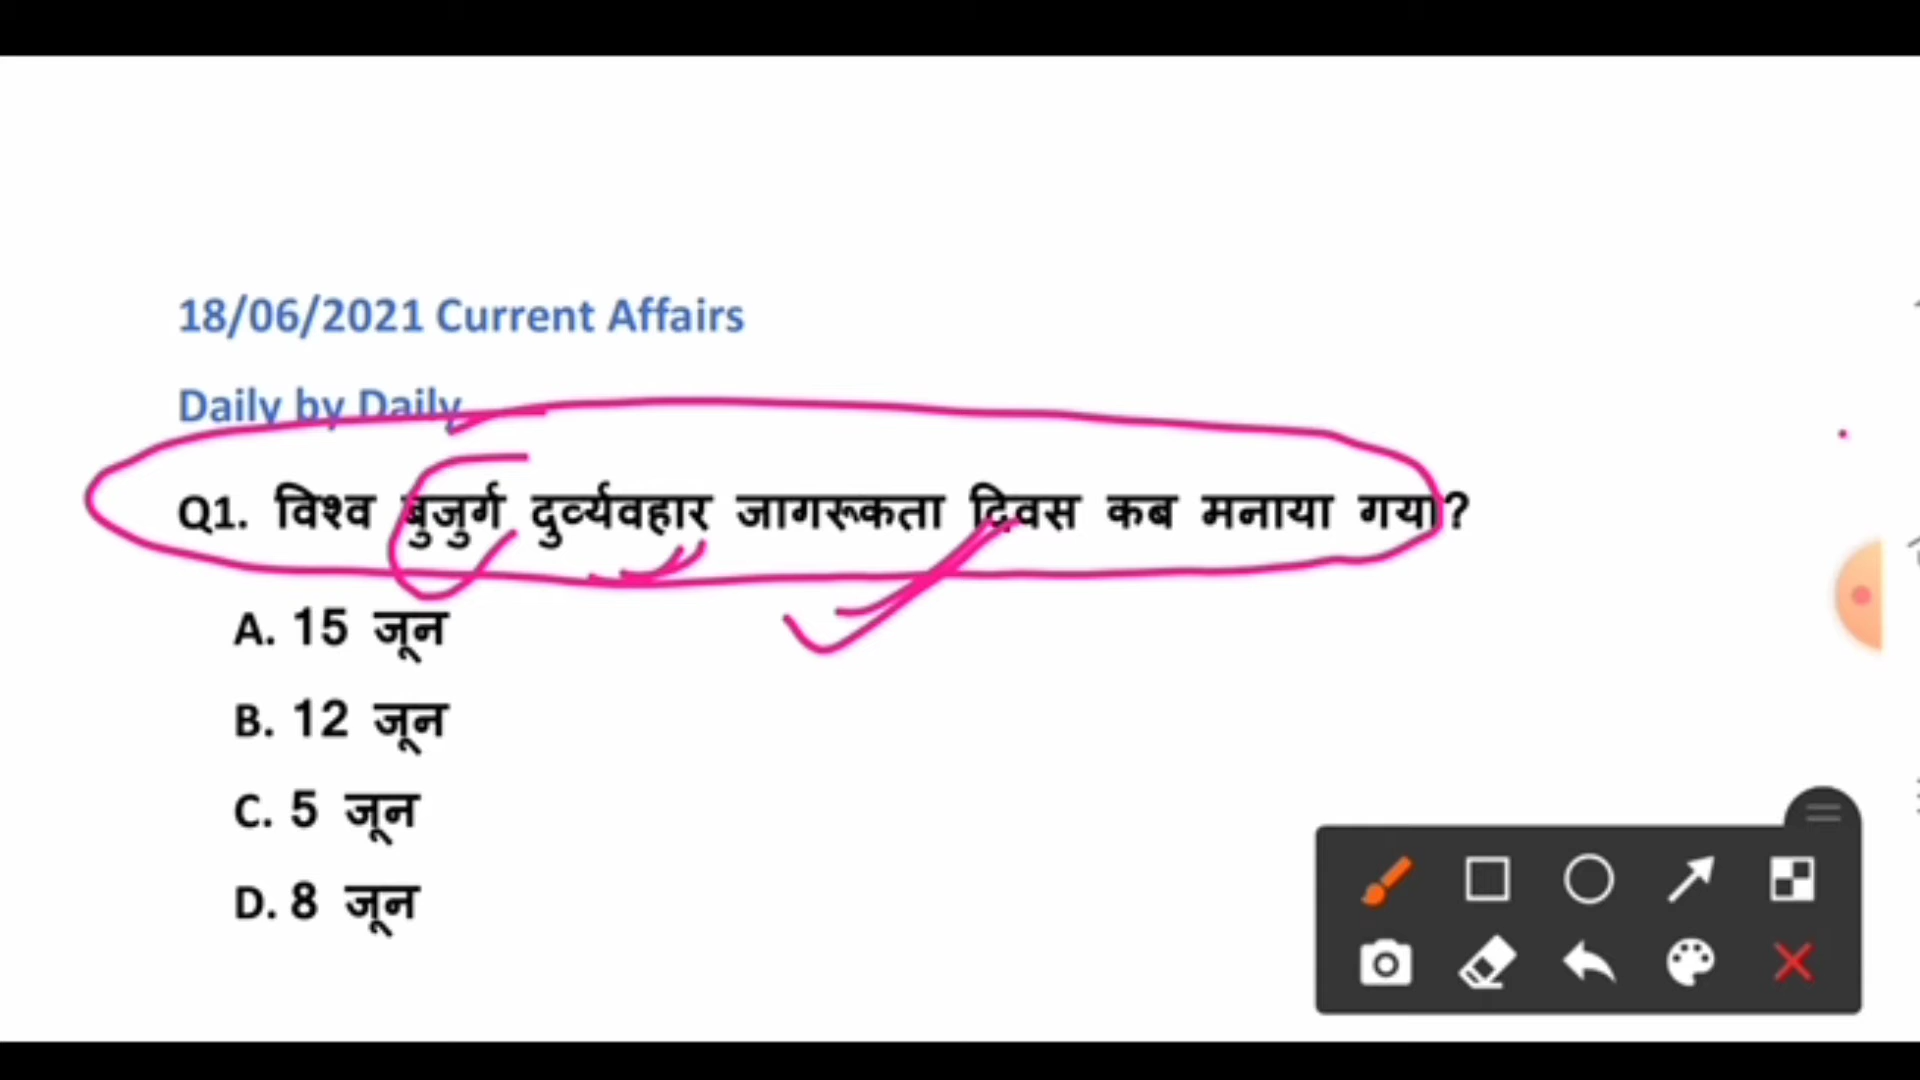 18/06/2021 Current Affairs
Daily by Daily
Q1. विश्व बुजुर्ग दुर्व्यवहार जागरूकता दिवस कब मनाया गया?
A. 15 जून
B. 12 जून
C. 5 जून
D. 8 जून